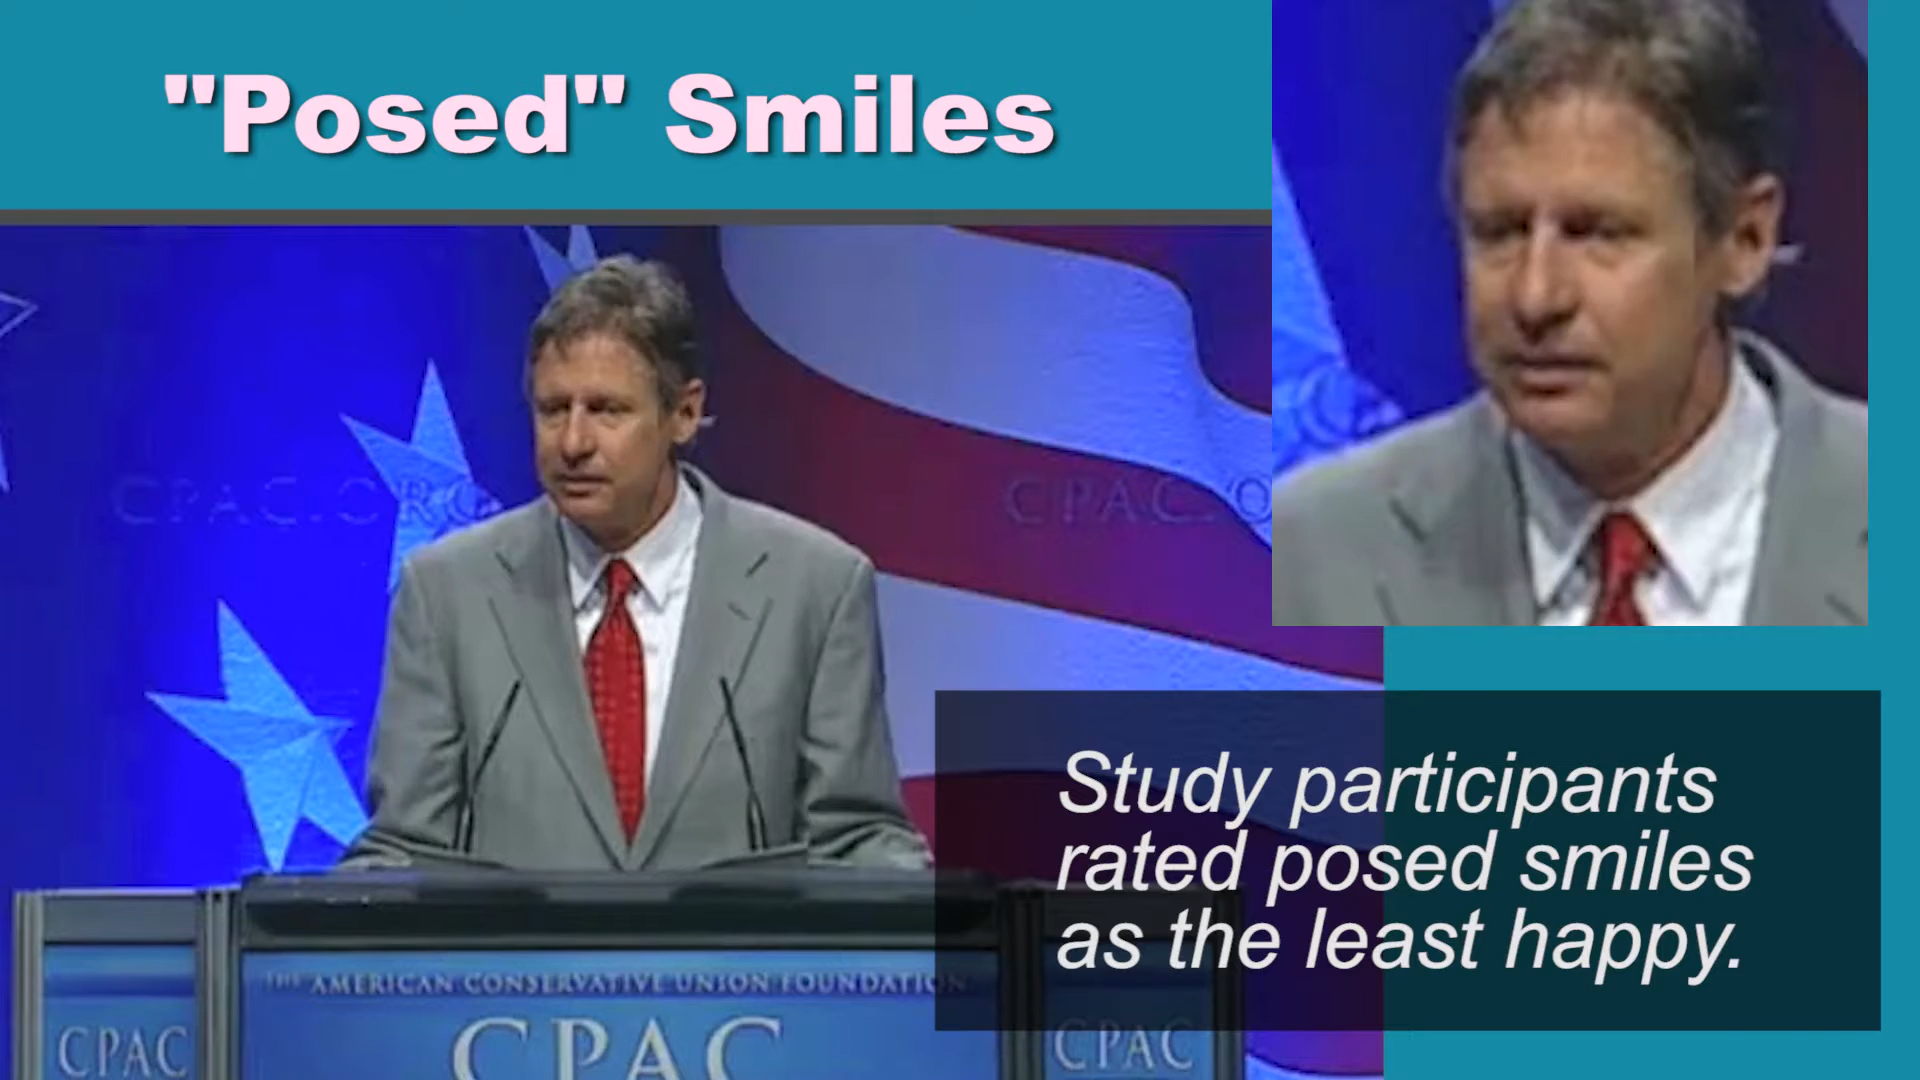 "Posed" Smiles
CPAC.ORG
CPAC.O
Study participants
rated posed smiles
as the least happy.
THE AMERICAN CONSERVATIVE UNION FOUNDATION
CPAC
CPAC
CPAC